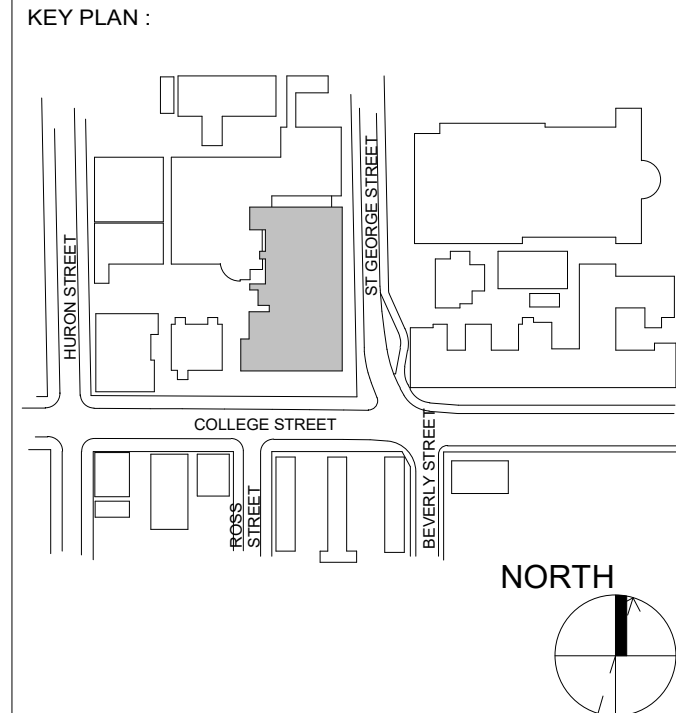 KEY PLAN :
HURON STREET
ST GEORGE STREET
COLLEGE STREET
ROSS
STREET
BEVERLY STREET
NORTH